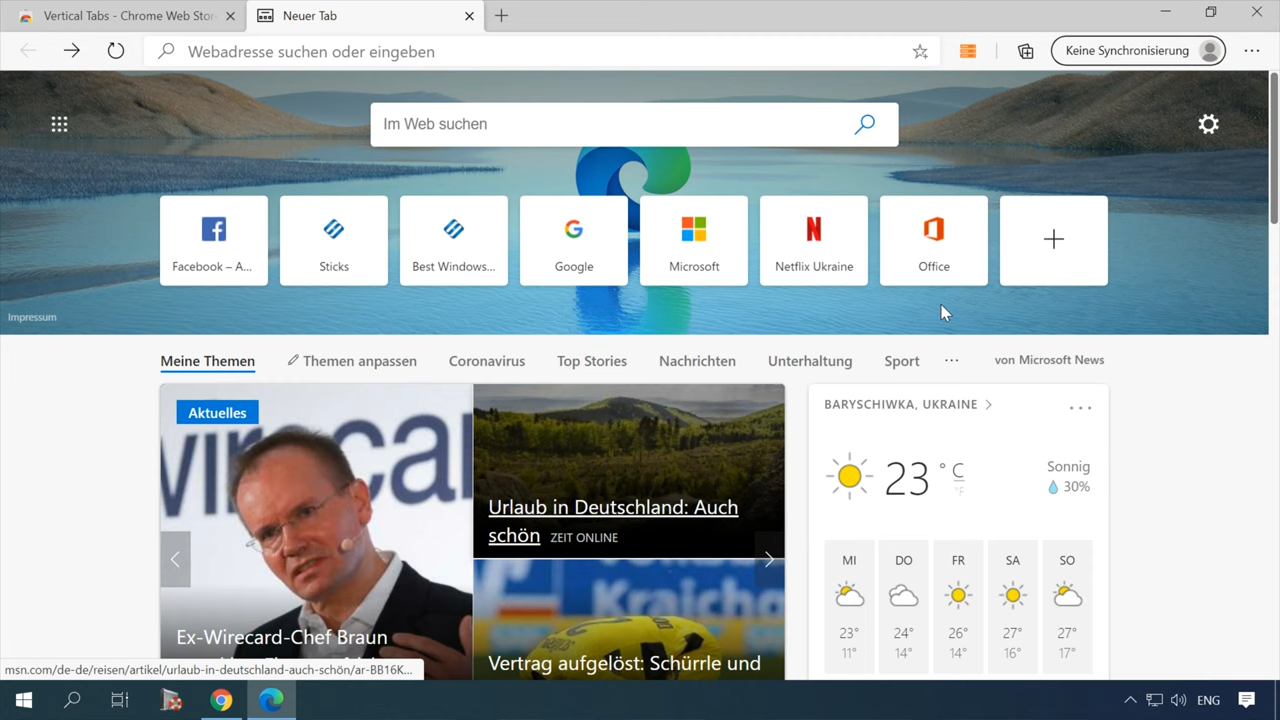 Vertical Tabs - Chrome Web Stor
Neuer Tab
Webadresse suchen oder eingeben
Keine Synchronisierung
Im Web suchen
Facebook – A...
Sticks
Best Windows...
Google
Microsoft
Netflix Ukraine
Office
Impressum
Meine Themen
Themen anpassen
Coronavirus
Top Stories
Nachrichten
Unterhaltung
Sport
von Microsoft News
Aktuelles
wirecar
Ex-Wirecard-Chef Braun
Urlaub in Deutschland: Auch
schön ZEIT ONLINE
Kraichg
Vertrag aufgelöst: Schürrle und
BARYSCHIWKA, UKRAINE
23 ° C
°F
Sonnig
30%
MI
DO
FR
SA
SO
23°
24°
26°
27°
27°
11°
14°
14°
16°
17°
msn.com/de-de/reisen/artikel/urlaub-in-deutschland-auch-schön/ar-BB16K...
ENG